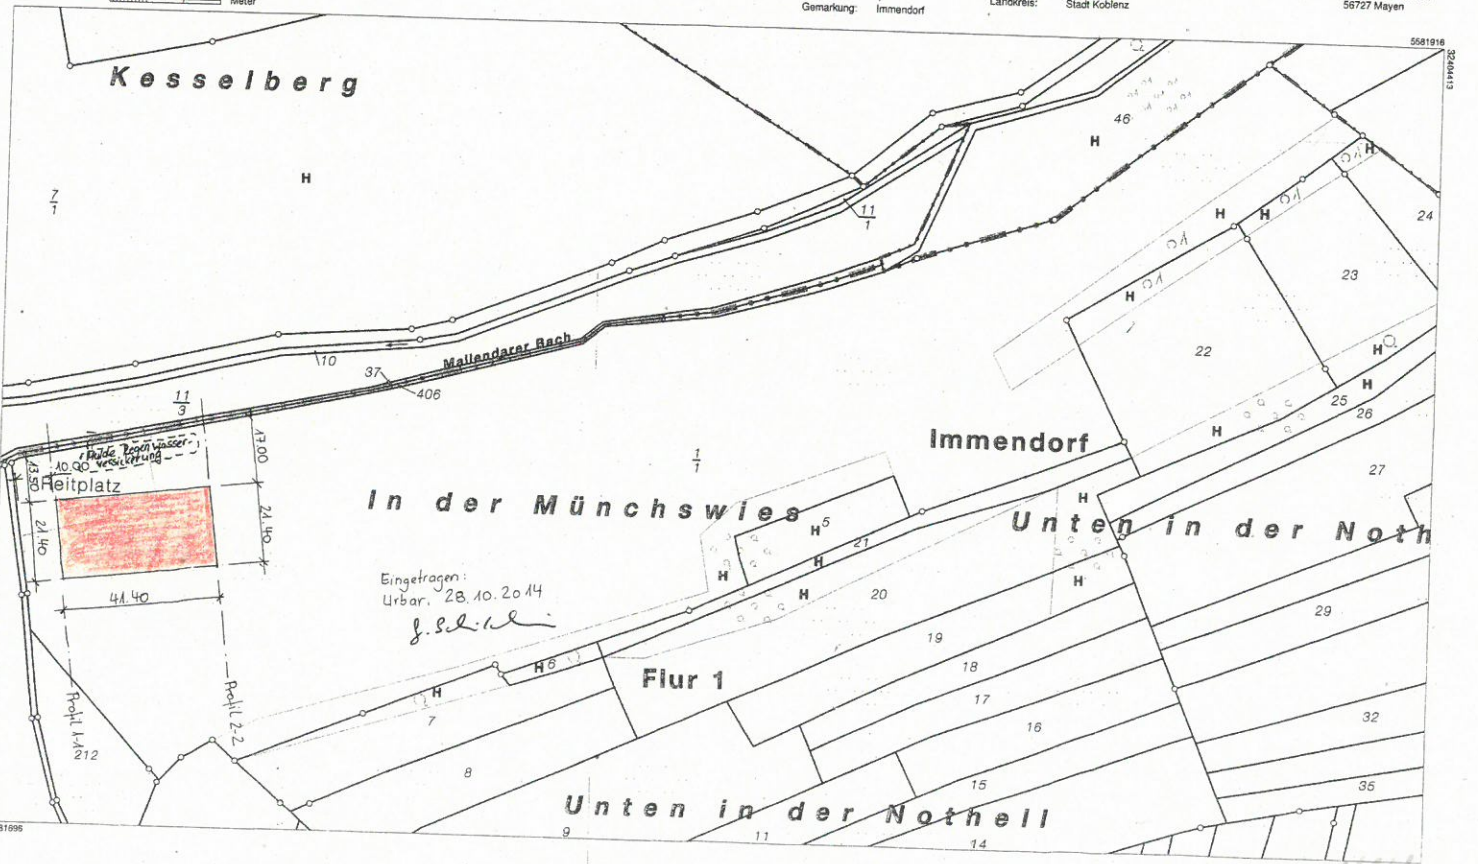 Meter
Gemarkung: Immendorf
Landkreis: Stadt Koblenz
56727 Mayen
5581916
32404413
Kesselberg
H
7
1
46
H
H
11
1
24
H
H
H
23
22
H
H
25
26
Mallendarer Bach
10
37
406
11
3
Mulde Regenwasser-
versickerung
17.00
13.50
10.00
Reitplatz
21.40
21.40
41.40
1
1
Immendorf
H
27
In der Münchswies
H 5
H
Unten in der Noth
21
H
H
H
H
20
29
Eingetragen:
Urbar, 28.10.2014
19
18
H 6
Flur 1
17
H
7
32
16
Profil 1-1
Profil 2-2
212
8
15
35
Unten in der Nothell
9
11
14